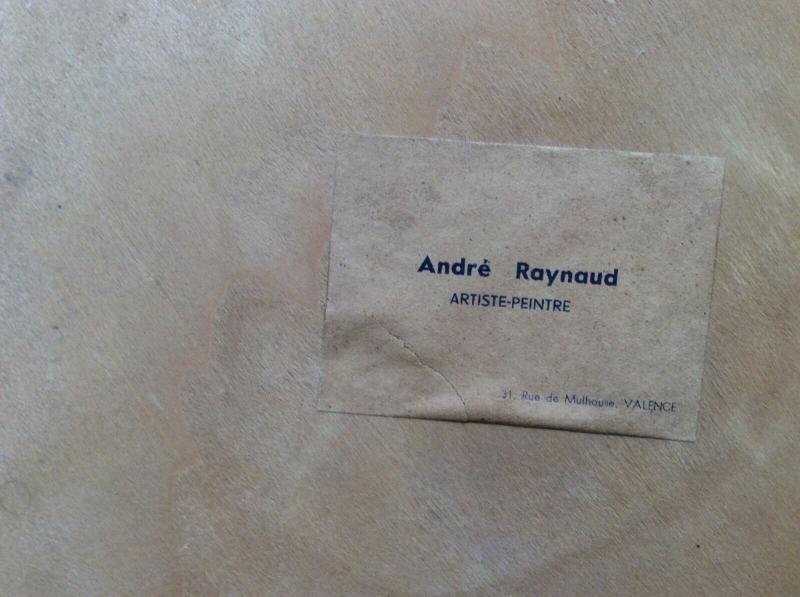 André Raynaud
ARTISTE-PEINTRE
31, Rue de Mulhouse, VALENCE